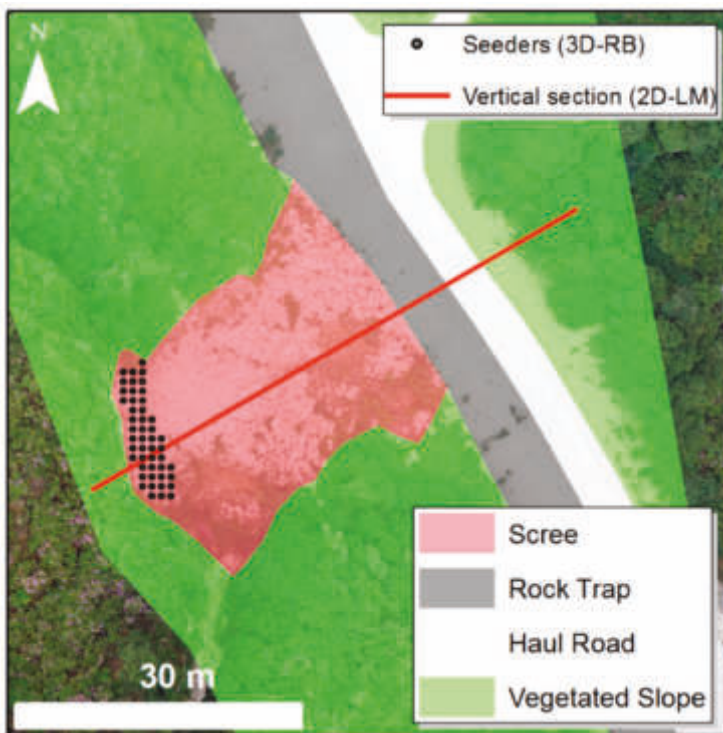 N
Seeders (3D-RB)
Vertical section (2D-LM)
Scree
Rock Trap
Haul Road
Vegetated Slope
30 m